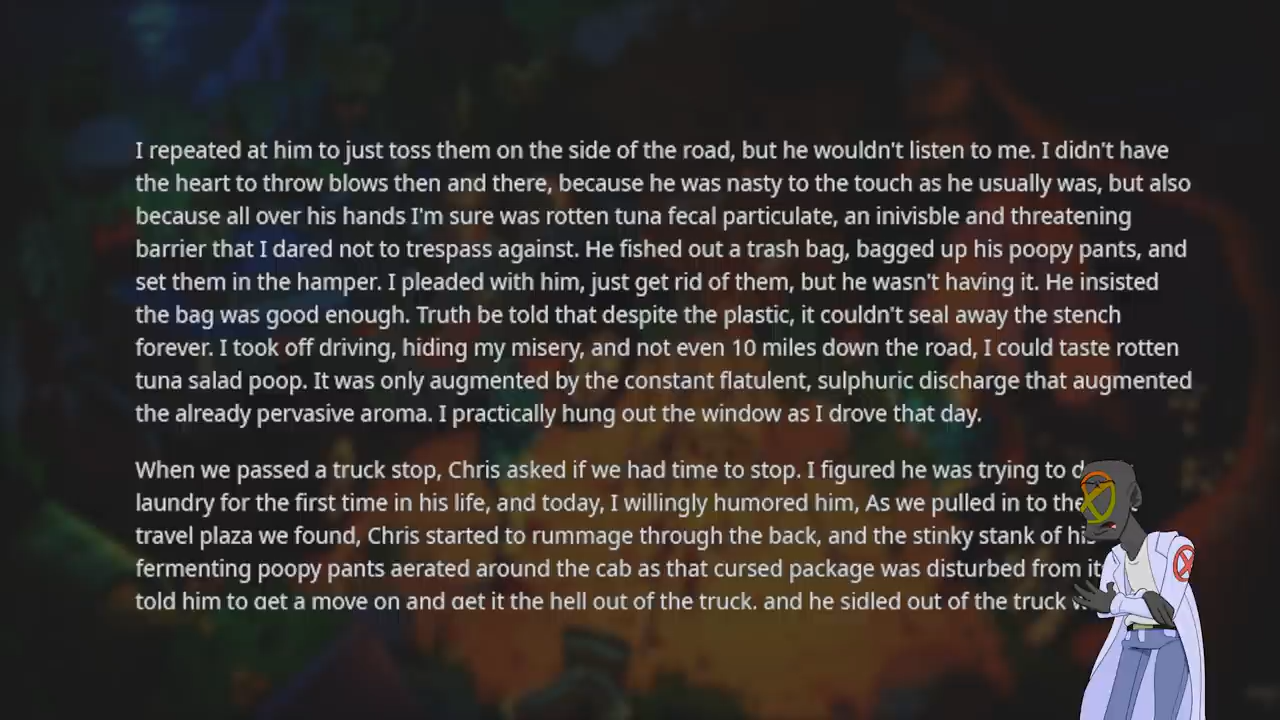 I repeated at him to just toss them on the side of the road, but he wouldn't listen to me. I didn't have
the heart to throw blows then and there, because he was nasty to the touch as he usually was, but also
because all over his hands I'm sure was rotten tuna fecal particulate, an inivisble and threatening
barrier that I dared not to trespass against. He fished out a trash bag, bagged up his poopy pants, and
set them in the hamper. I pleaded with him, just get rid of them, but he wasn't having it. He insisted
the bag was good enough. Truth be told that despite the plastic, it couldn't seal away the stench
forever. I took off driving, hiding my misery, and not even 10 miles down the road, I could taste rotten
tuna salad poop. It was only augmented by the constant flatulent, sulphuric discharge that augmented
the already pervasive aroma. I practically hung out the window as I drove that day.
When we passed a truck stop, Chris asked if we had time to stop. I figured he was trying to
laundry for the first time in his life, and today, I willingly humored him, As we pulled in to the
travel plaza we found, Chris started to rummage through the back, and the stinky stank of
fermenting poopy pants aerated around the cab as that cursed package was disturbed from
told him to get a move on and get it the hell out of the truck. and he sidled out of the truck